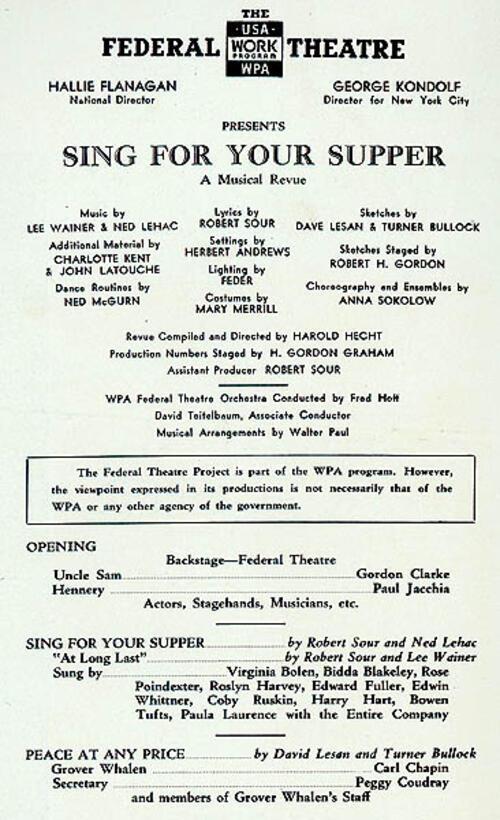 THE
FEDERAL USA WORK PROGRAM WPA THEATRE
HALLIE FLANAGAN
National Director
GEORGE KONDOLF
Director for New York City
PRESENTS
SING FOR YOUR SUPPER
A Musical Revue
Music by
LEE WAINER & NED LEHAC
Additional Material by
CHARLOTTE KENT
& JOHN LATOUCHE
Dance Routines by
NED McGURN
Lyrics by
ROBERT SOUR
Settings by
HERBERT ANDREWS
Lighting by
FEDER
Costumes by
MARY MERRILL
Sketches by
DAVE LESAN & TURNER BULLOCK
Sketches Staged by
ROBERT H. GORDON
Choreography and Ensembles by
ANNA SOKOLOW
Revue Compiled and Directed by HAROLD HECHT
Production Numbers Staged by H. GORDON GRAHAM
Assistant Producer ROBERT SOUR
WPA Federal Theatre Orchestra Conducted by Fred Holt
David Teitelbaum, Associate Conductor
Musical Arrangements by Walter Paul
The Federal Theatre Project is part of the WPA program. However,
the viewpoint expressed in its productions is not necessarily that of the
WPA or any other agency of the government.
OPENING
Backstage—Federal Theatre
Uncle Sam Gordon Clarke
Hennery Paul Jacchia
Actors, Stagehands, Musicians, etc.
SING FOR YOUR SUPPER by Robert Sour and Ned Lehac
"At Long Last" by Robert Sour and Lee Wainer
Sung by Virginia Bolen, Bidda Blakeley, Rose
Poindexter, Roslyn Harvey, Edward Fuller, Edwin
Whittner, Coby Ruskin, Harry Hart, Bowen
Tufts, Paula Laurence with the Entire Company
PEACE AT ANY PRICE by David Lesan and Turner Bullock
Grover Whalen Carl Chapin
Secretary Peggy Coudray
and members of Grover Whalen's Staff